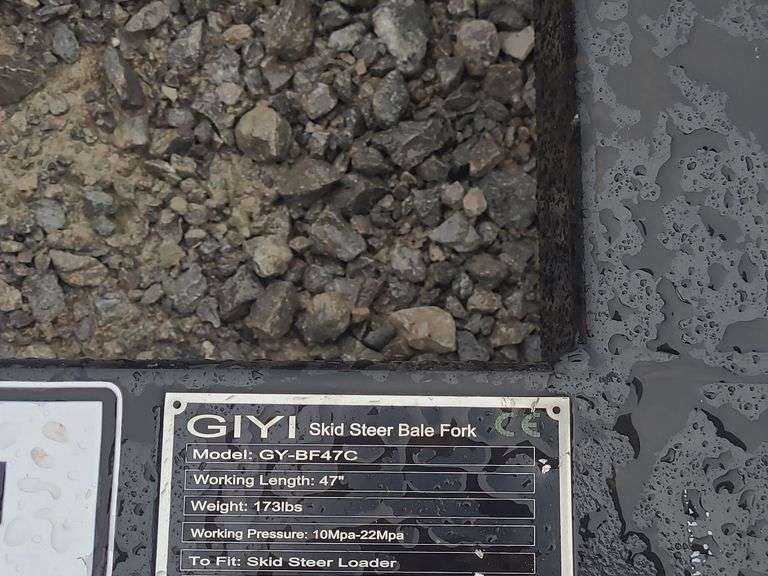 GIYI Skid Steer Bale Fork CE
Model: GY-BF47C
Working Length: 47"
Weight: 173lbs
Working Pressure: 10Mpa-22Mpa
To Fit: Skid Steer Loader